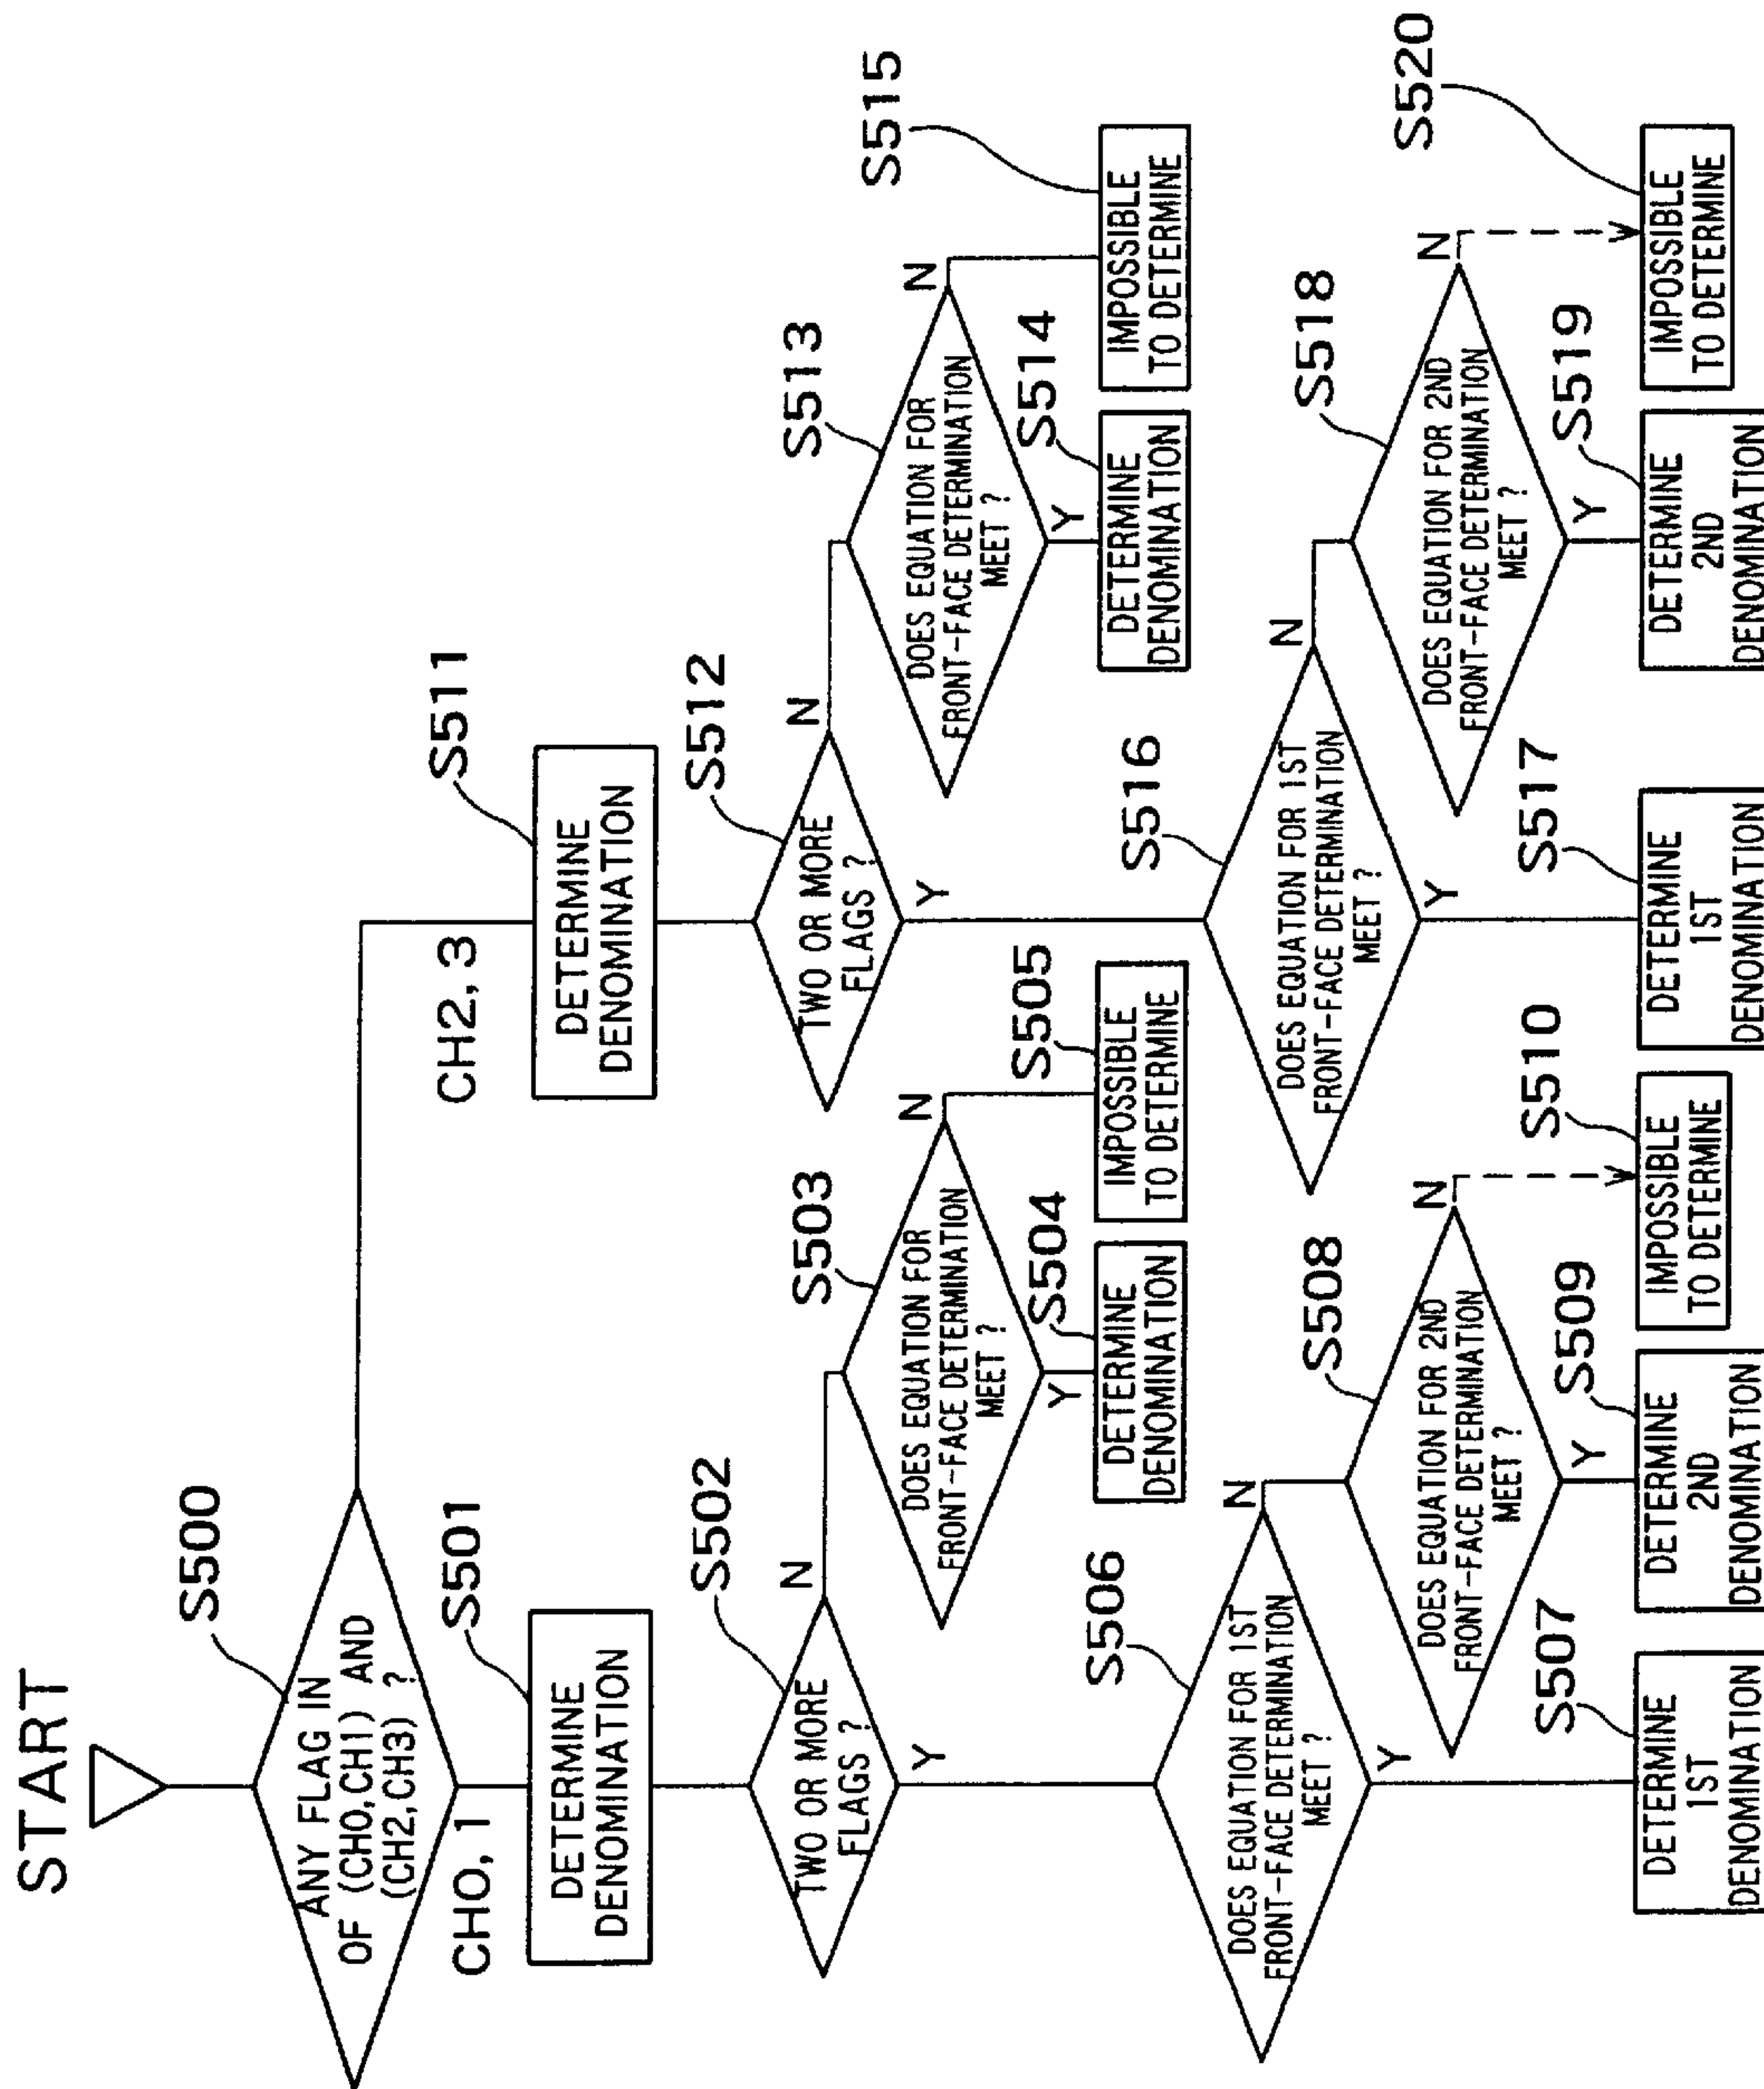 START
S500
ANY FLAG IN
OF (CH0,CH1) AND
(CH2,CH3) ?
CH0,1
CH2,3
S501
DETERMINE
DENOMINATION
S511
DETERMINE
DENOMINATION
S502
TWO OR MORE
FLAGS ?
N
Y
S512
TWO OR MORE
FLAGS ?
N
Y
S503
DOES EQUATION FOR
FRONT-FACE DETERMINATION
MEET ?
N
Y
S504
DETERMINE
DENOMINATION
S505
IMPOSSIBLE
TO DETERMINE
S513
DOES EQUATION FOR
FRONT-FACE DETERMINATION
MEET ?
N
Y
S514
DETERMINE
DENOMINATION
S515
IMPOSSIBLE
TO DETERMINE
S506
DOES EQUATION FOR 1ST
FRONT-FACE DETERMINATION
MEET ?
N
Y
S507
DETERMINE
1ST
DENOMINATION
S508
DOES EQUATION FOR 2ND
FRONT-FACE DETERMINATION
MEET ?
N
Y
S509
DETERMINE
2ND
DENOMINATION
S510
IMPOSSIBLE
TO DETERMINE
S516
DOES EQUATION FOR 1ST
FRONT-FACE DETERMINATION
MEET ?
N
Y
S517
DETERMINE
1ST
DENOMINATION
S518
DOES EQUATION FOR 2ND
FRONT-FACE DETERMINATION
MEET ?
N
Y
S519
DETERMINE
2ND
DENOMINATION
S520
IMPOSSIBLE
TO DETERMINE